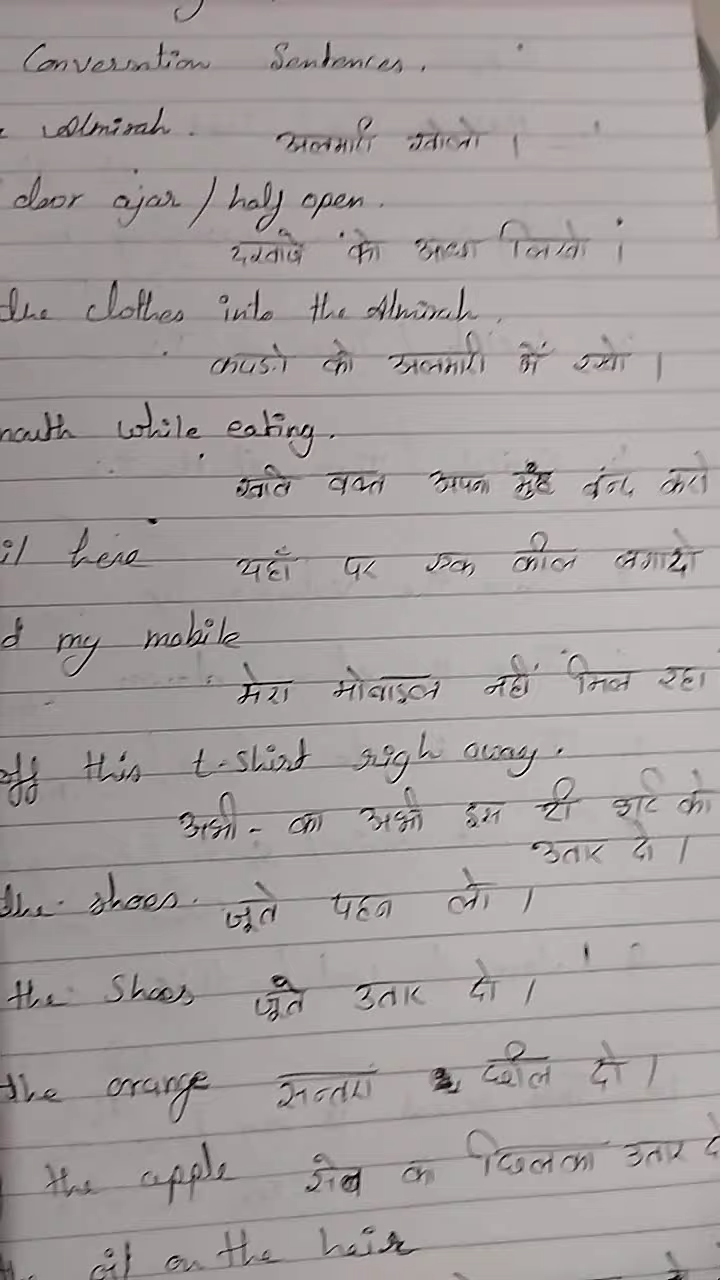 Conversation Sentences.
Almirah. अलमारी खोलो ।
door ajar / half open.
दरवाजे को आधा लिखो ।
the clothes into the Almirah.
कपड़ो को अलमारी में रखो ।
mouth while eating.
खाते वक्त अपना मुँह बंन्द करो
il here यहाँ पर एक कील लगादो
d my mobile
मेरा मोबाइल नहीं मिल रहा
off this t-shirt righ away.
अभी - का अभी इस टी शर्ट को
उतार दो ।
the shoes. जूते पहन लो ।
the shoes जूते उतार दो ।
the orange सन्तरा छील दो ।
the apple सेब का छिलका उतार दो
oil on the hair